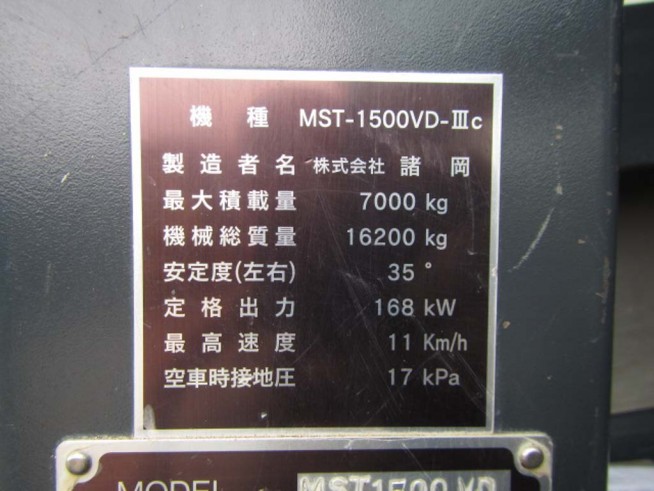 機種 MST-1500VD-Ⅲc
製造者名 株式会社 諸岡
最大積載量 7000 kg
機械総質量 16200 kg
安定度(左右) 35 °
定格出力 168 kW
最高速度 11 Km/h
空車時接地圧 17 kPa
MODEL MST1500 VD